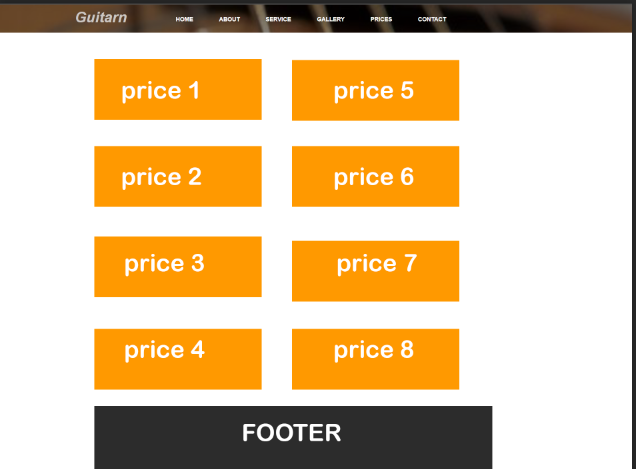 Guitarn HOME ABOUT SERVICE GALLERY PRICES CONTACT
price 1
price 2
price 3
price 4
price 5
price 6
price 7
price 8
FOOTER